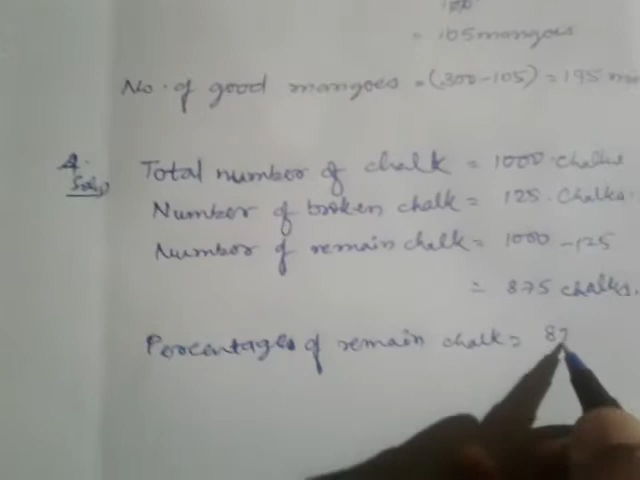 100
= 105 mangoes
No. of good mangoes = (300-105) = 195
4. Total number of chalk = 1000 chalks
Soln Number of broken chalk = 125 chalks.
Number of remain chalk = 1000 - 125
= 875 chalks.
Percentages of remain chalk = 87